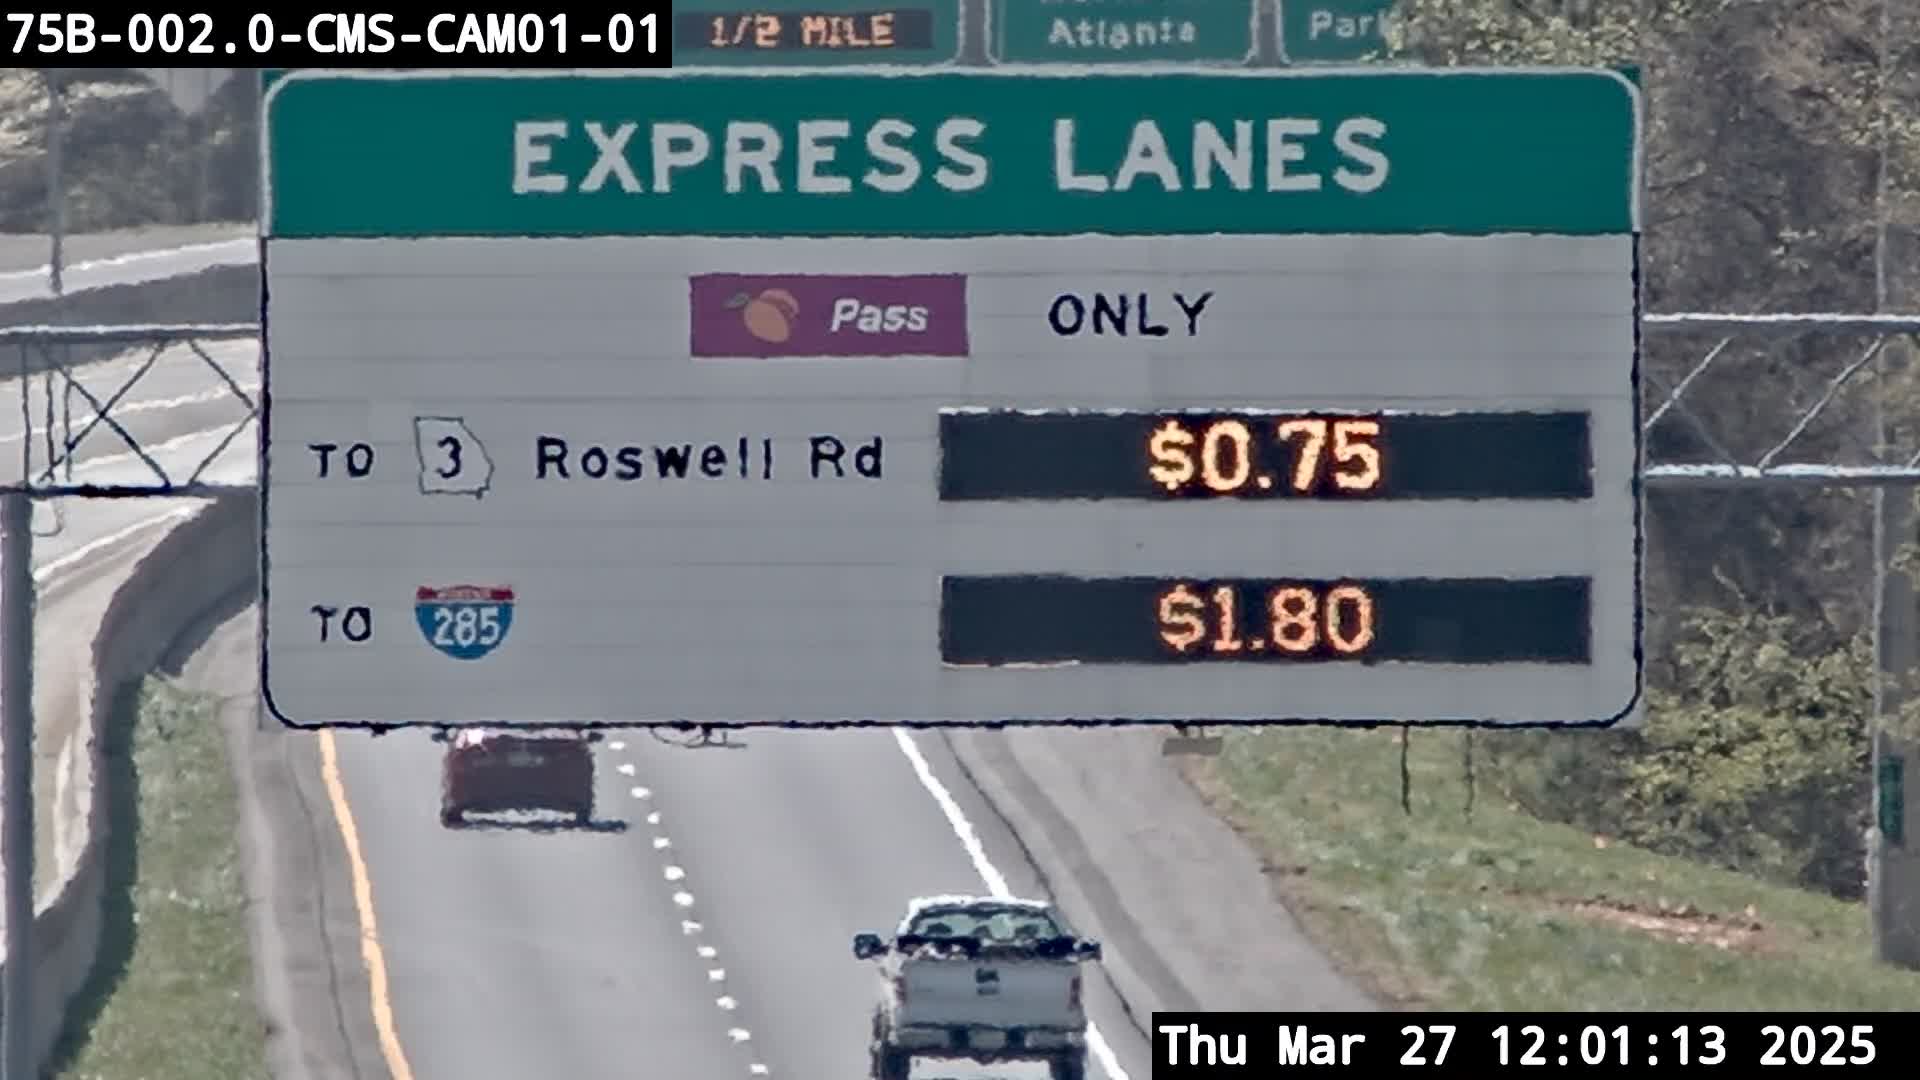 75B-002.0-CMS-CAM01-01
1/2 MILE
Atlanta
Park
EXPRESS LANES
Pass ONLY
TO 3 Roswell Rd $0.75
TO 285 $1.80
Thu Mar 27 12:01:13 2025